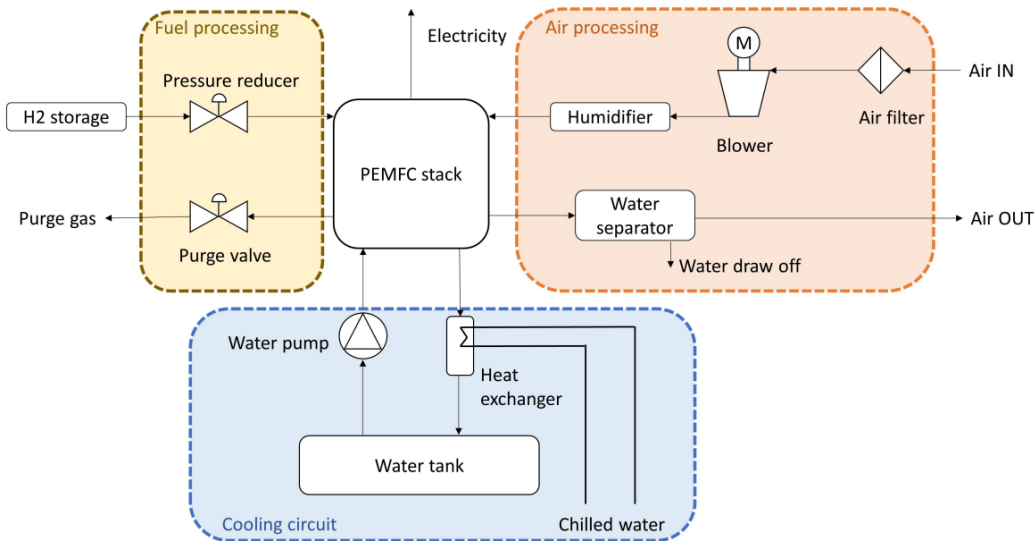 Fuel processing
Electricity
Air processing
M
Pressure reducer
Air IN
H2 storage
Humidifier
Air filter
Blower
PEMFC stack
Purge gas
Water
separator
Air OUT
Purge valve
Water draw off
Water pump
Heat
exchanger
Water tank
Cooling circuit
Chilled water